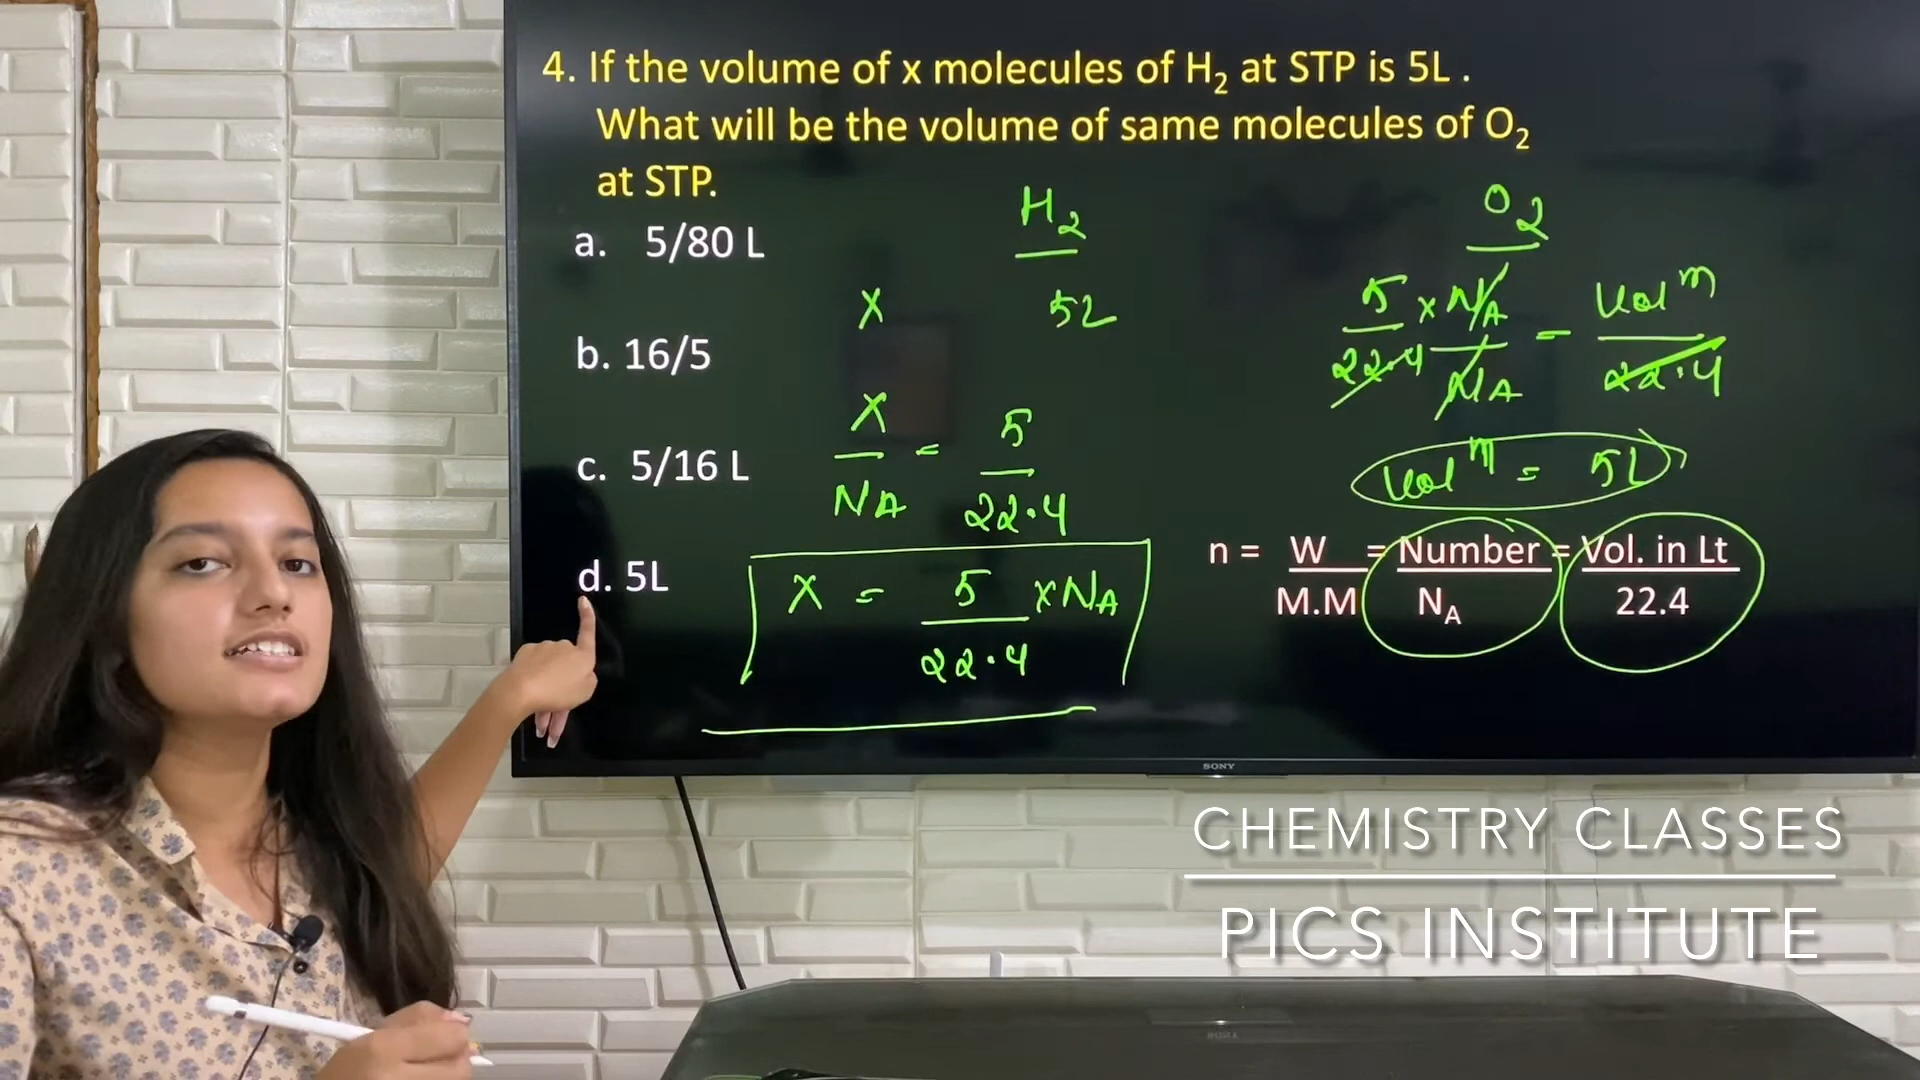 4. If the volume of x molecules of H₂ at STP is 5L .
What will be the volume of same molecules of O₂
at STP.
a. 5/80 L
b. 16/5
c. 5/16 L
d. 5L
H₂
x 5L
x/NA = 5/22.4
x = 5/22.4 x NA
O₂
5/22.4 x NA/NA = Volᵐ/22.4
Volᵐ = 5L
n = W/M.M = Number/Nₐ = Vol. in Lt/22.4
SONY
CHEMISTRY CLASSES
PICS INSTITUTE